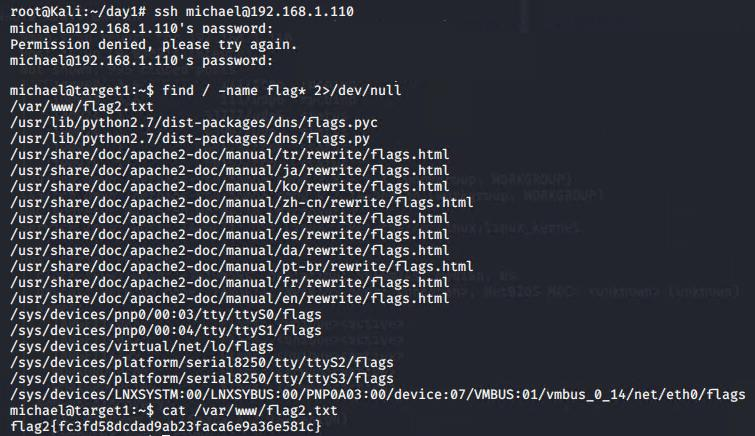 root@Kali:~/day1# ssh michael@192.168.1.110
michael@192.168.1.110's password:
Permission denied, please try again.
michael@192.168.1.110's password:
michael@target1:~$ find / -name flag* 2>/dev/null
/var/www/flag2.txt
/usr/lib/python2.7/dist-packages/dns/flags.pyc
/usr/lib/python2.7/dist-packages/dns/flags.py
/usr/share/doc/apache2-doc/manual/tr/rewrite/flags.html
/usr/share/doc/apache2-doc/manual/ja/rewrite/flags.html
/usr/share/doc/apache2-doc/manual/ko/rewrite/flags.html
/usr/share/doc/apache2-doc/manual/zh-cn/rewrite/flags.html
/usr/share/doc/apache2-doc/manual/de/rewrite/flags.html
/usr/share/doc/apache2-doc/manual/es/rewrite/flags.html
/usr/share/doc/apache2-doc/manual/da/rewrite/flags.html
/usr/share/doc/apache2-doc/manual/pt-br/rewrite/flags.html
/usr/share/doc/apache2-doc/manual/fr/rewrite/flags.html
/usr/share/doc/apache2-doc/manual/en/rewrite/flags.html
/sys/devices/pnp0/00:03/tty/ttyS0/flags
/sys/devices/pnp0/00:04/tty/ttyS1/flags
/sys/devices/virtual/net/lo/flags
/sys/devices/platform/serial8250/tty/ttyS2/flags
/sys/devices/platform/serial8250/tty/ttyS3/flags
/sys/devices/LNXSYSTM:00/LNXSYBUS:00/PNP0A03:00/device:07/VMBUS:01/vmbus_0_14/net/eth0/flags
michael@target1:~$ cat /var/www/flag2.txt
flag2{fc3fd58dcdad9ab23faca6e9a36e581c}